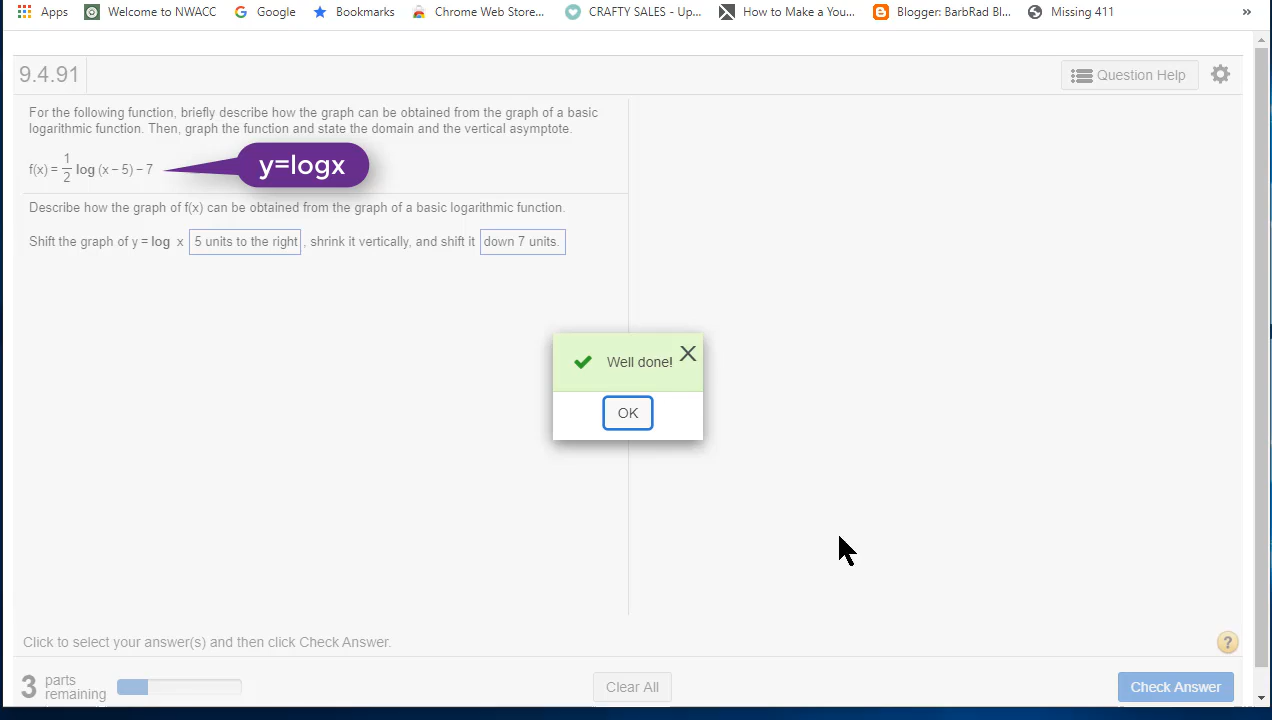 Apps Welcome to NWACC Google Bookmarks Chrome Web Store... CRAFTY SALES - Up... How to Make a You... Blogger: BarbRad Bl... Missing 411 »
9.4.91 Question Help
For the following function, briefly describe how the graph can be obtained from the graph of a basic
logarithmic function. Then, graph the function and state the domain and the vertical asymptote.
f(x) = 1/2 log (x − 5) − 7
y=logx
Describe how the graph of f(x) can be obtained from the graph of a basic logarithmic function.
Shift the graph of y = log x 5 units to the right , shrink it vertically, and shift it down 7 units.
Well done! X
OK
Click to select your answer(s) and then click Check Answer.
?
3 parts remaining
Clear All
Check Answer